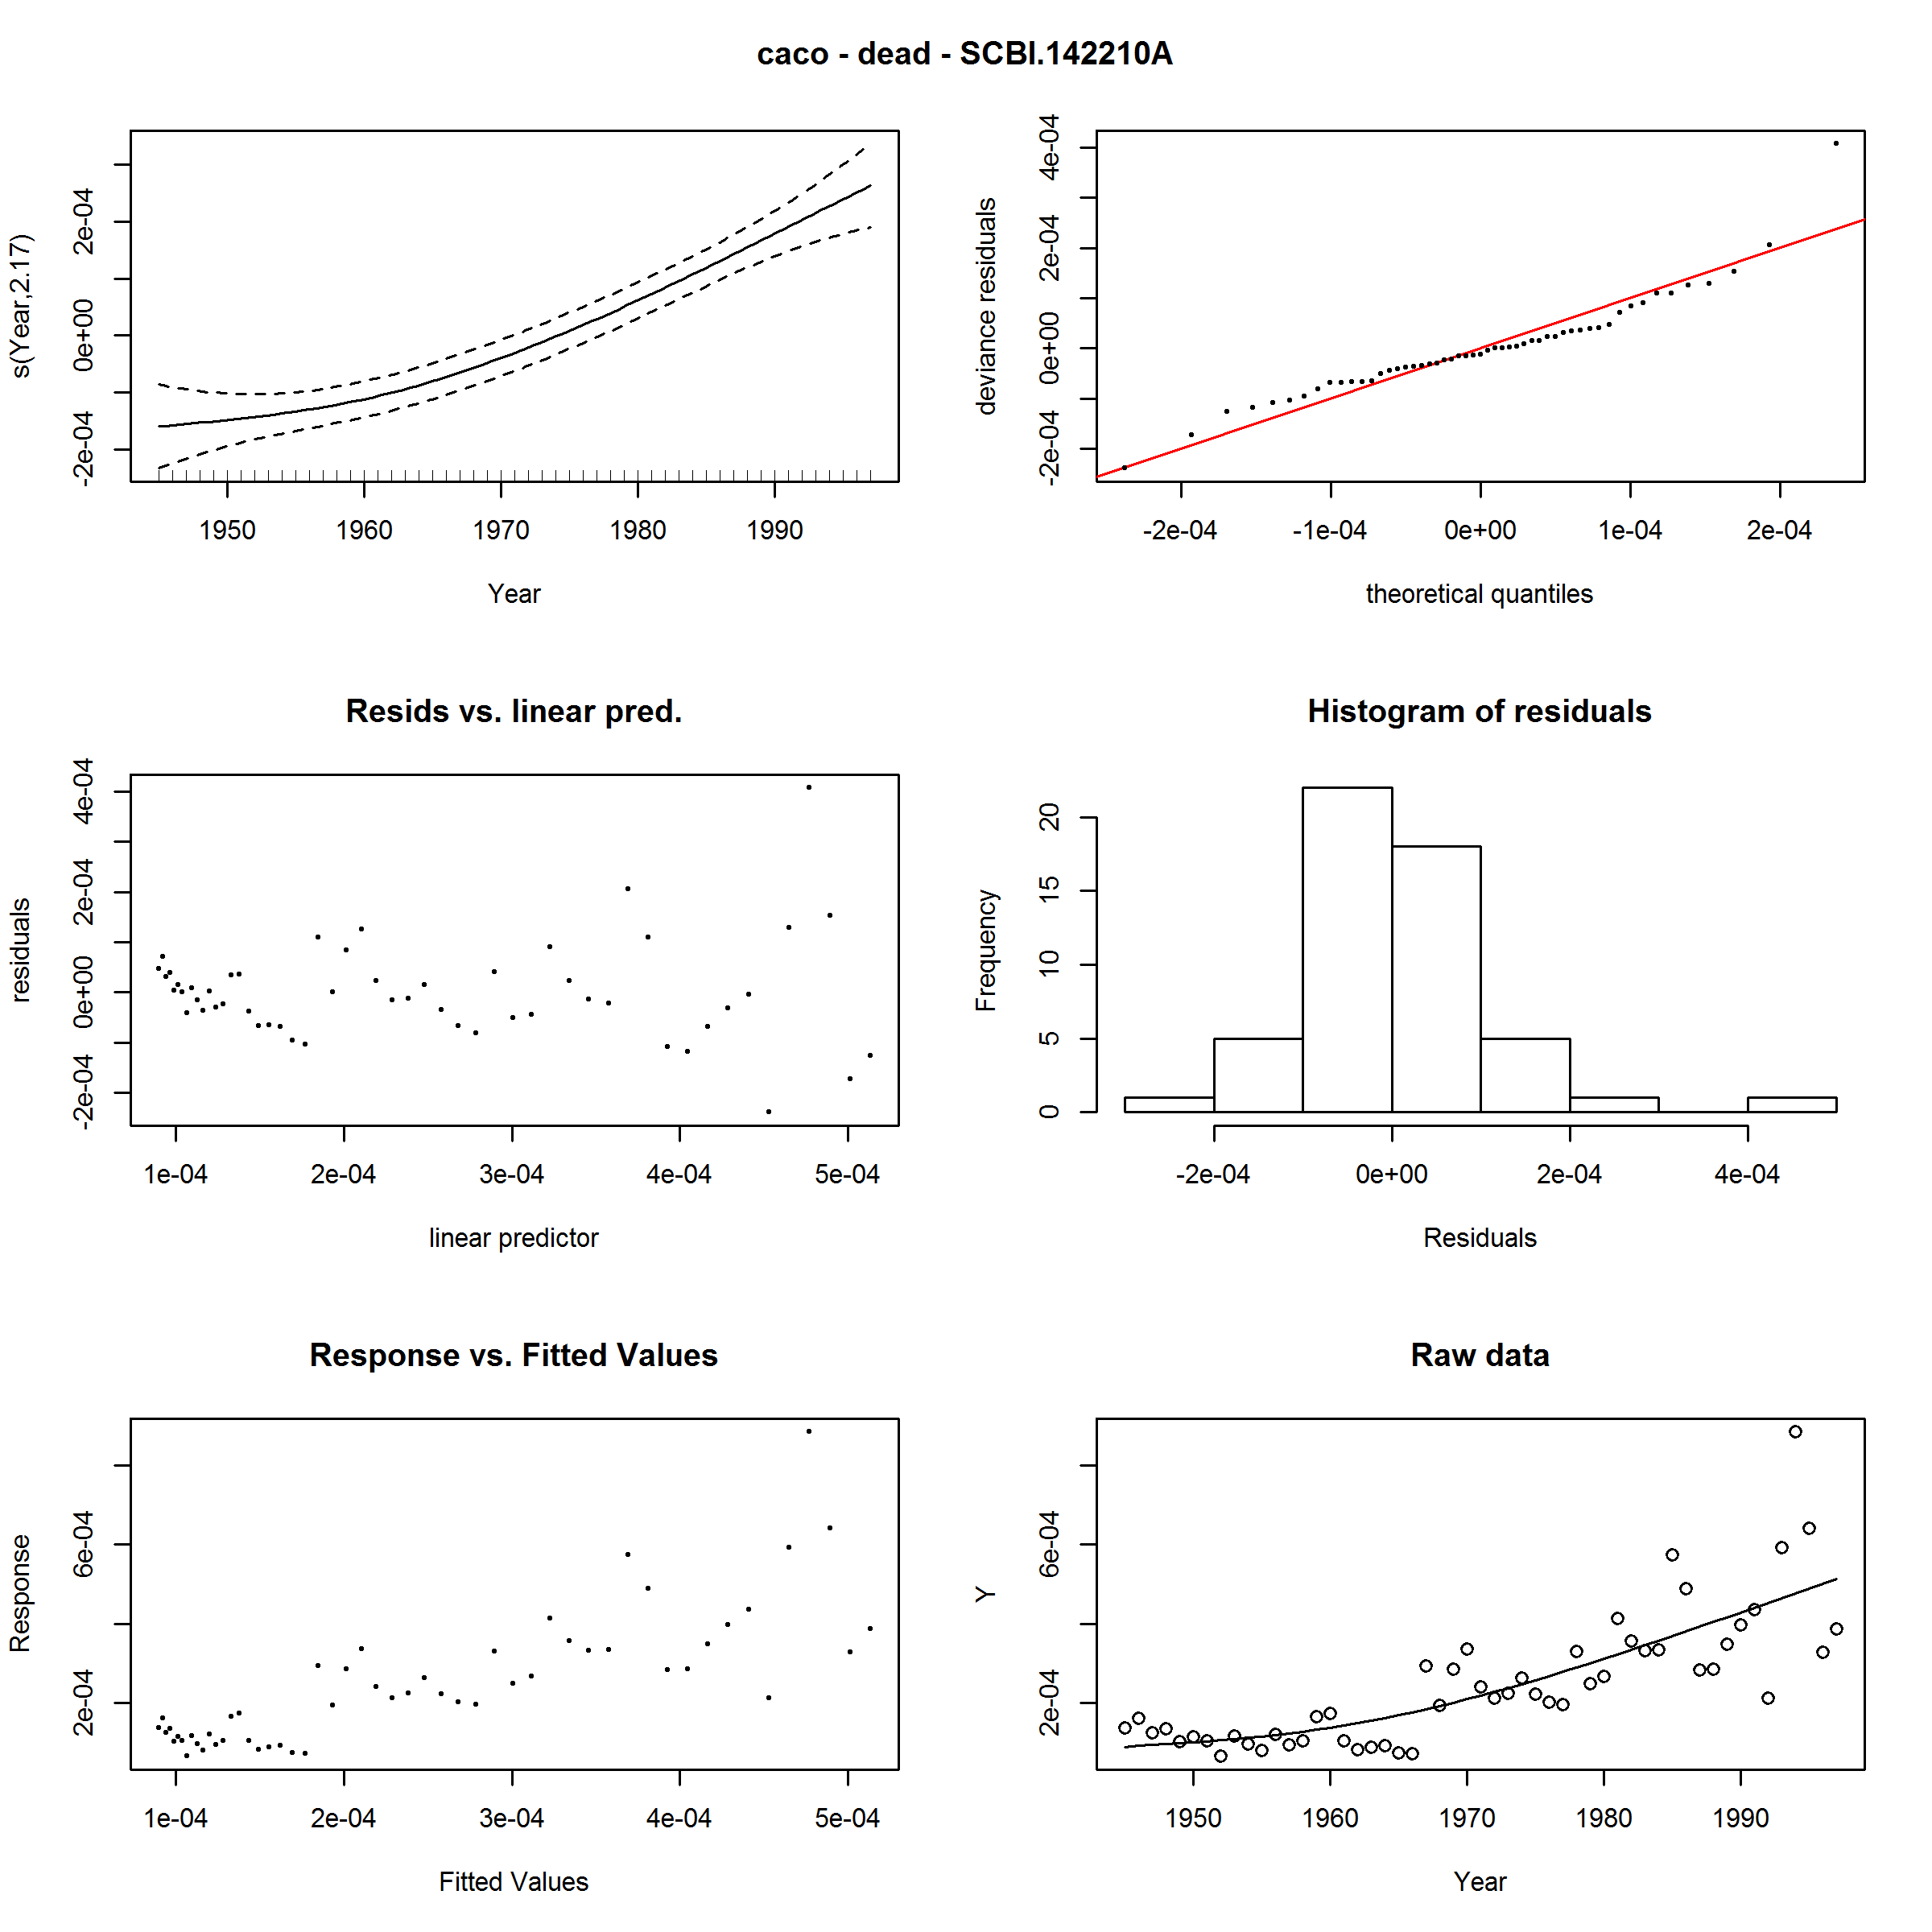 caco - dead - SCBI.142210A
s(Year,2.17)
-2e-04 0e+00 2e-04
1950 1960 1970 1980 1990
Year
deviance residuals
-2e-04 0e+00 2e-04 4e-04
-2e-04 -1e-04 0e+00 1e-04 2e-04
theoretical quantiles
Resids vs. linear pred.
residuals
-2e-04 0e+00 2e-04 4e-04
1e-04 2e-04 3e-04 4e-04 5e-04
linear predictor
Histogram of residuals
Frequency
0 5 10 15 20
-2e-04 0e+00 2e-04 4e-04
Residuals
Response vs. Fitted Values
Response
2e-04 6e-04
1e-04 2e-04 3e-04 4e-04 5e-04
Fitted Values
Raw data
Y
2e-04 6e-04
1950 1960 1970 1980 1990
Year